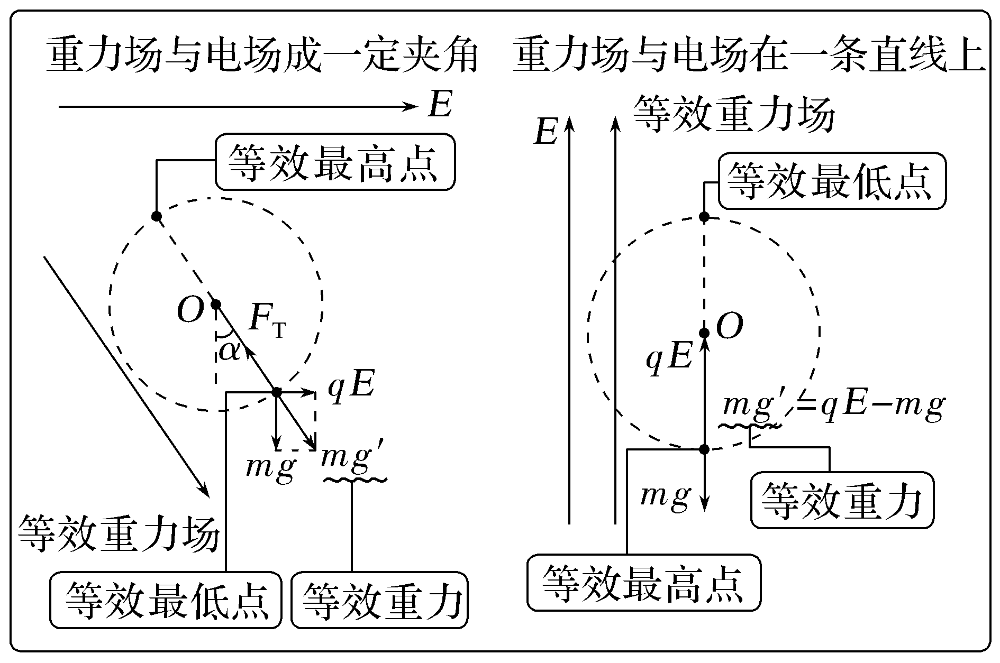 重力场与电场成一定夹角
E
等效最高点
O
F_T
α
qE
mg
mg′
等效重力场
等效最低点
等效重力
重力场与电场在一条直线上
等效重力场
E
等效最低点
O
qE
mg′=qE−mg
mg
等效重力
等效最高点